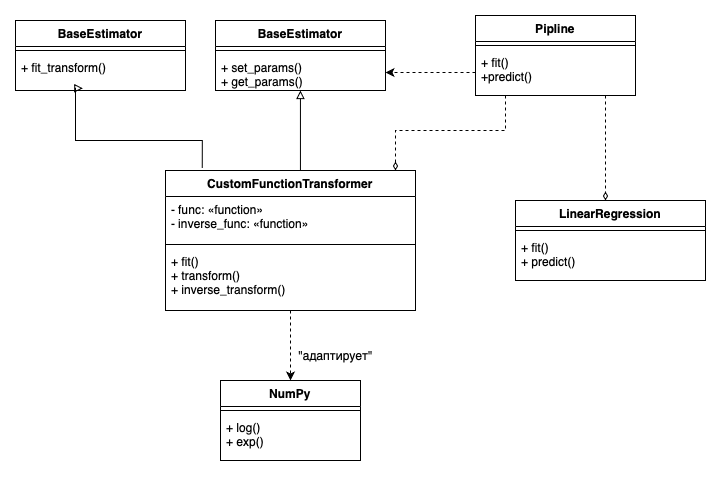 BaseEstimator
+ fit_transform()
BaseEstimator
+ set_params()
+ get_params()
Pipline
+ fit()
+predict()
CustomFunctionTransformer
- func: «function»
- inverse_func: «function»
+ fit()
+ transform()
+ inverse_transform()
LinearRegression
+ fit()
+ predict()
"адаптирует"
NumPy
+ log()
+ exp()